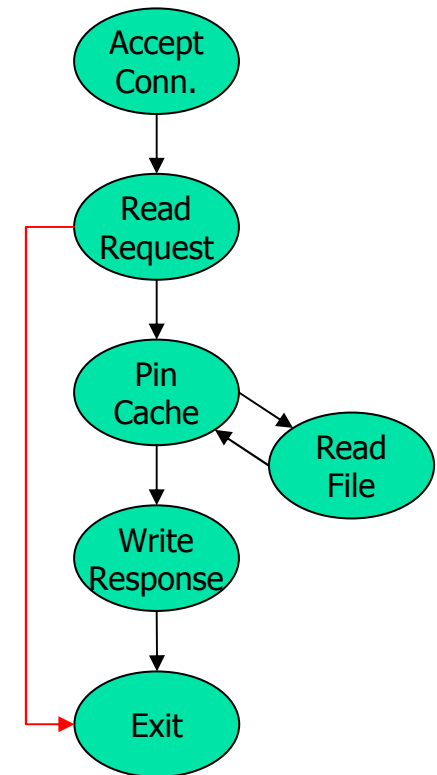 Accept
Conn.
Read
Request
Pin
Cache
Read
File
Write
Response
Exit